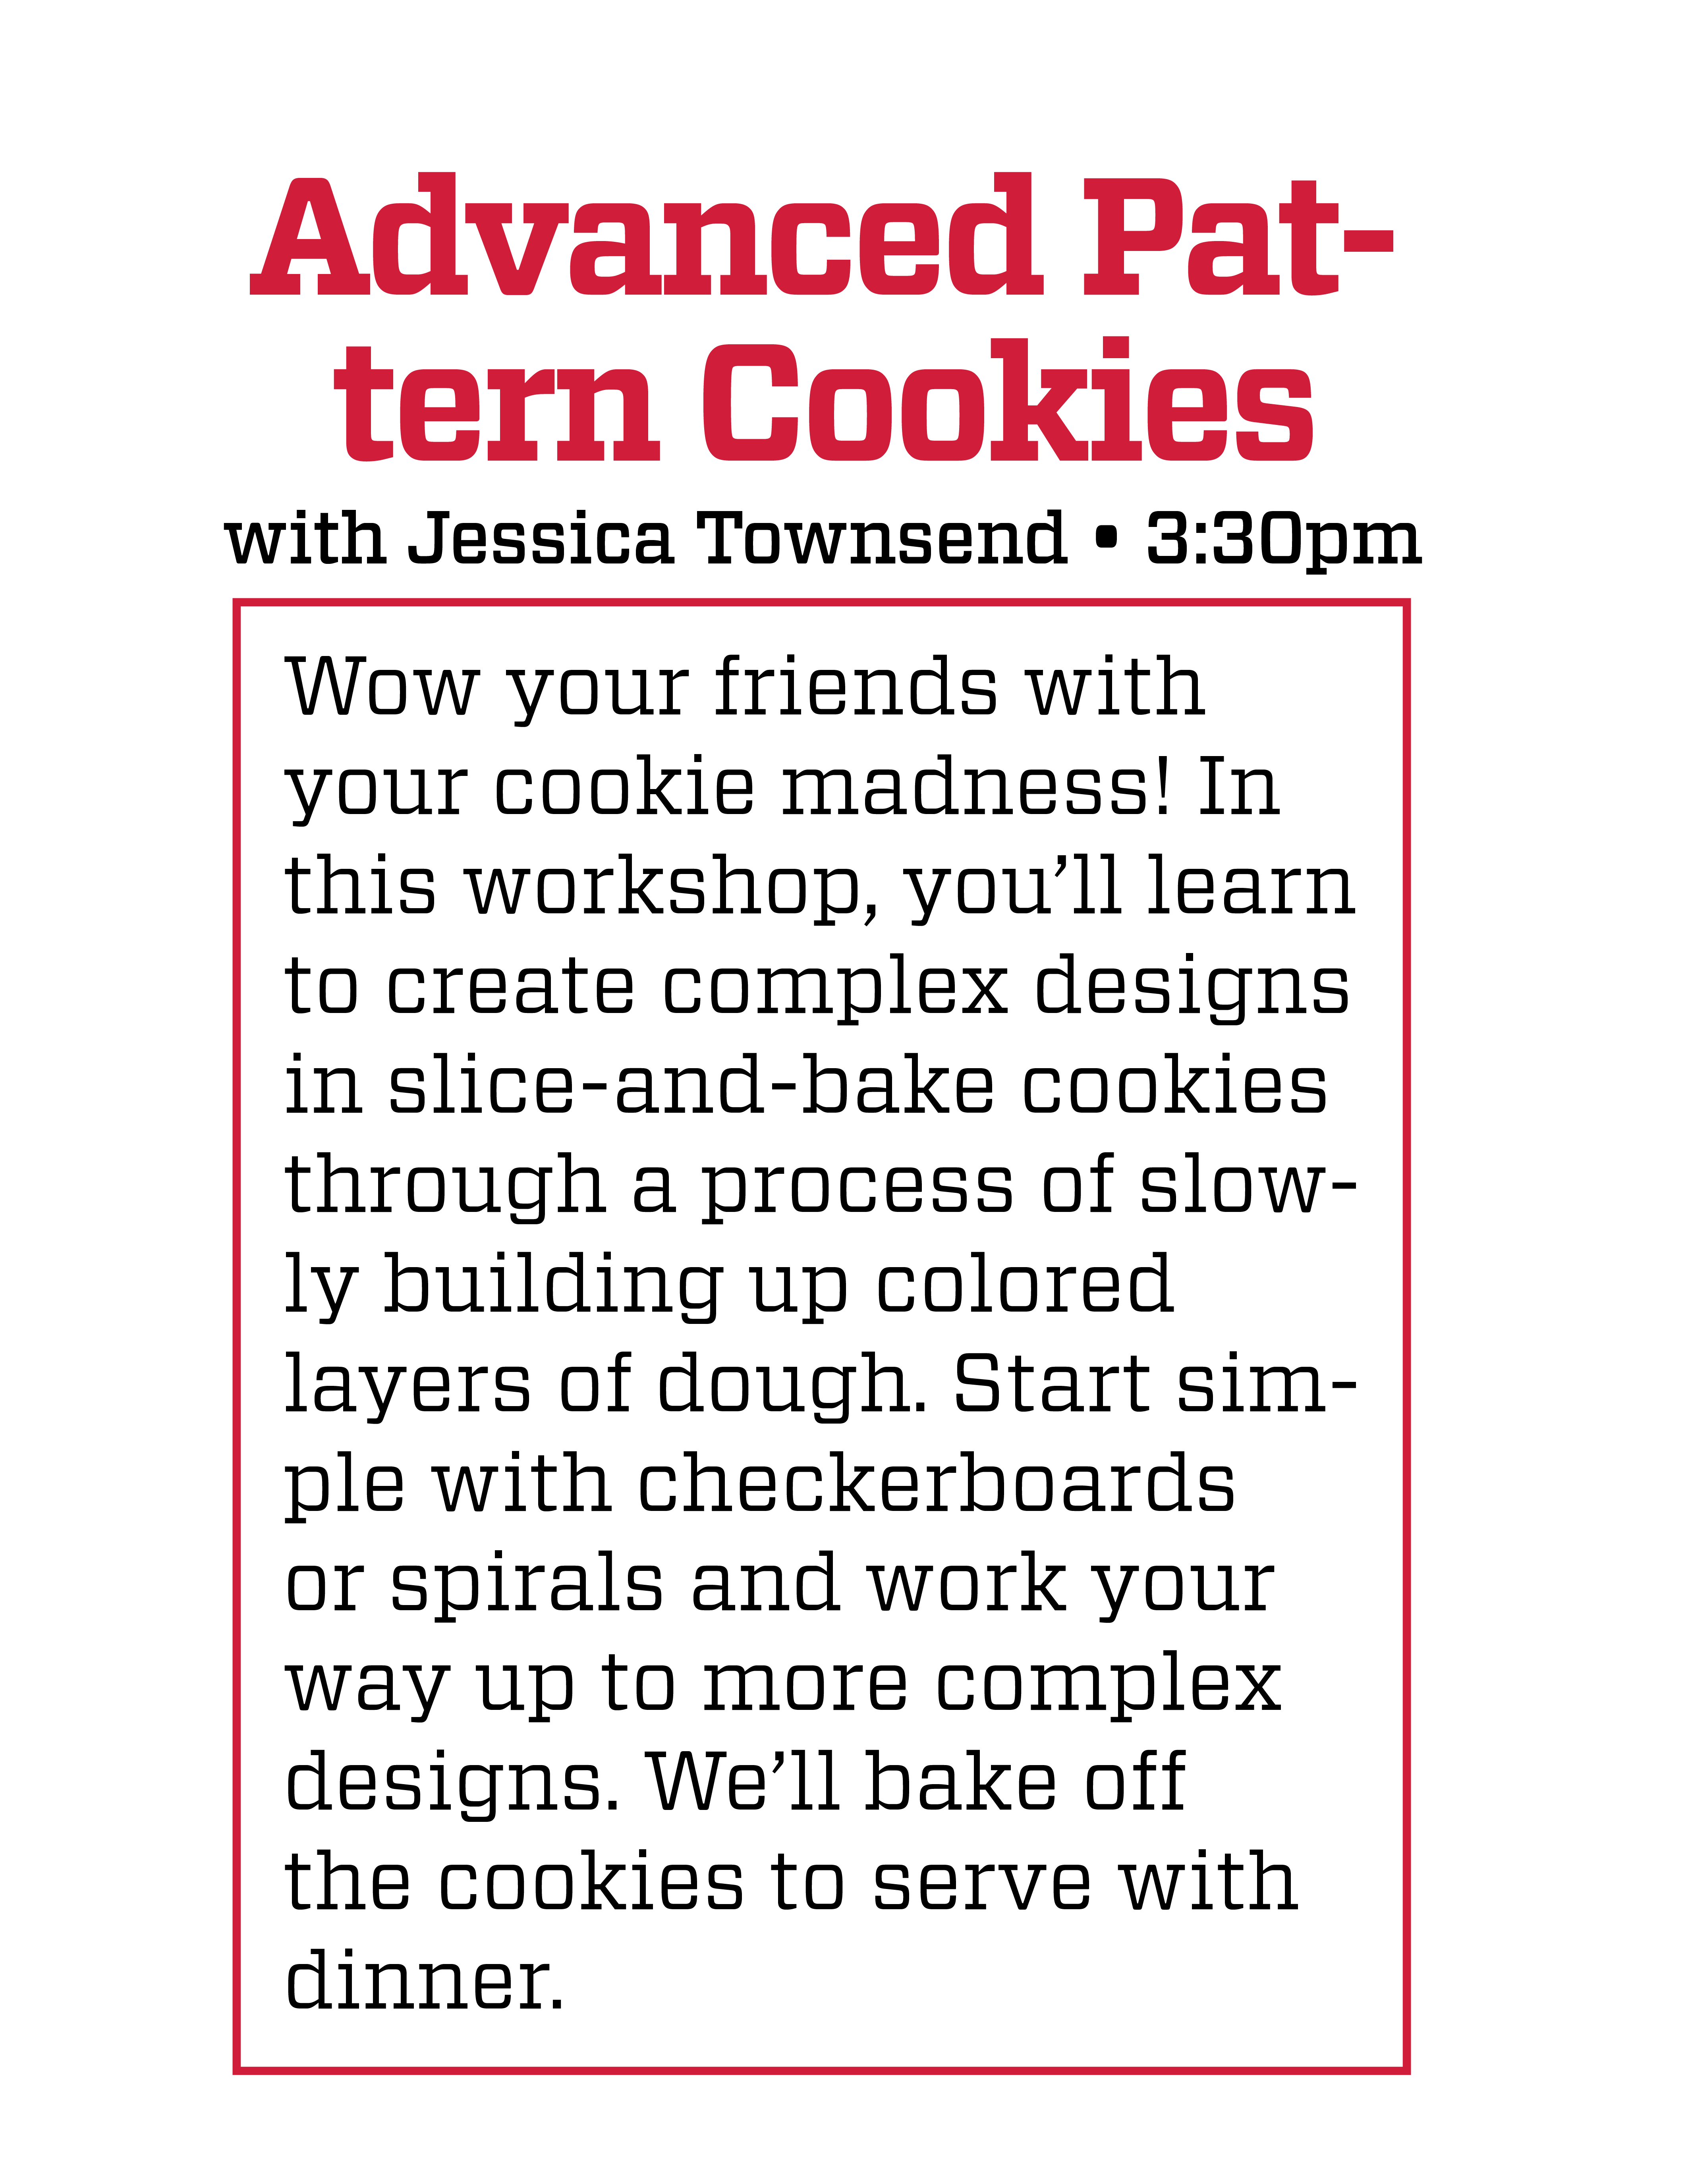 Advanced Pat-
tern Cookies
with Jessica Townsend • 3:30pm
Wow your friends with
your cookie madness! In
this workshop, you’ll learn
to create complex designs
in slice-and-bake cookies
through a process of slow-
ly building up colored
layers of dough. Start sim-
ple with checkerboards
or spirals and work your
way up to more complex
designs. We’ll bake off
the cookies to serve with
dinner.